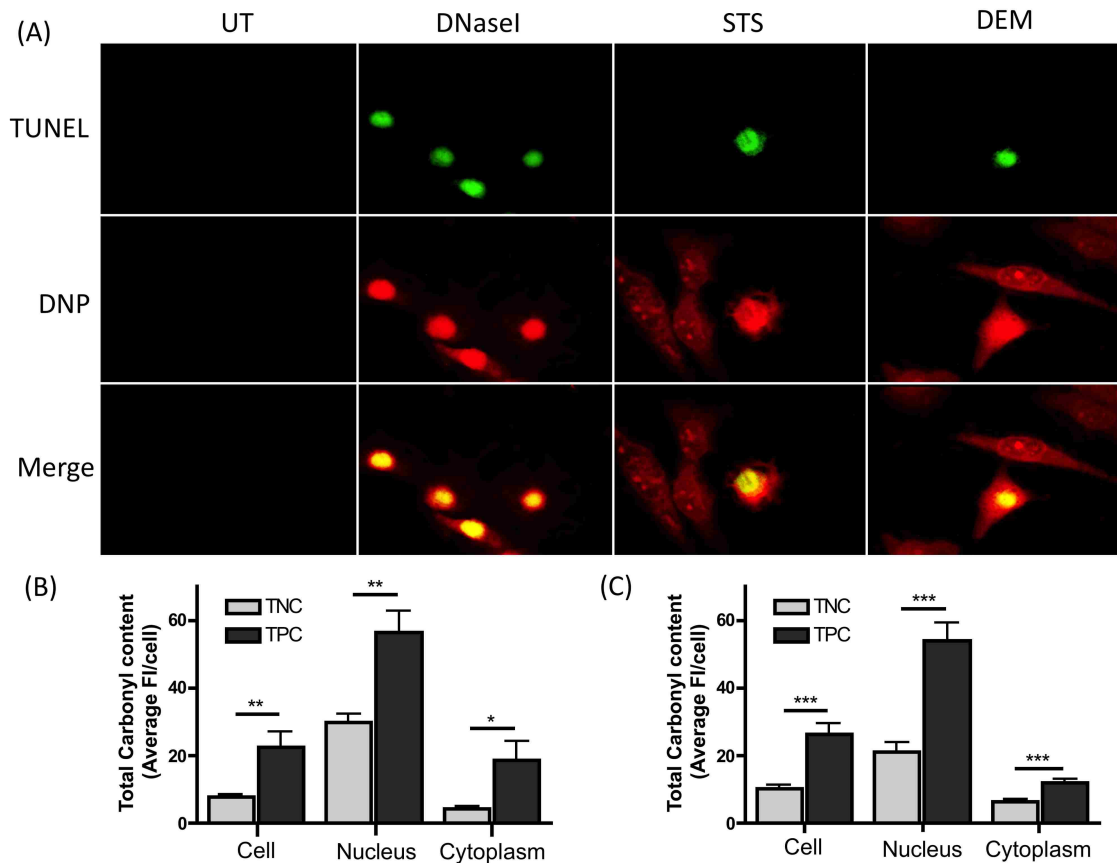 (A)
UT DNaseI STS DEM
TUNEL
DNP
Merge
(B)
Total Carbonyl content
(Average FI/cell)
60
40
20
0
TNC
TPC
**
**
*
Cell Nucleus Cytoplasm
(C)
Total Carbonyl content
(Average FI/cell)
60
40
20
0
TNC
TPC
***
***
***
Cell Nucleus Cytoplasm